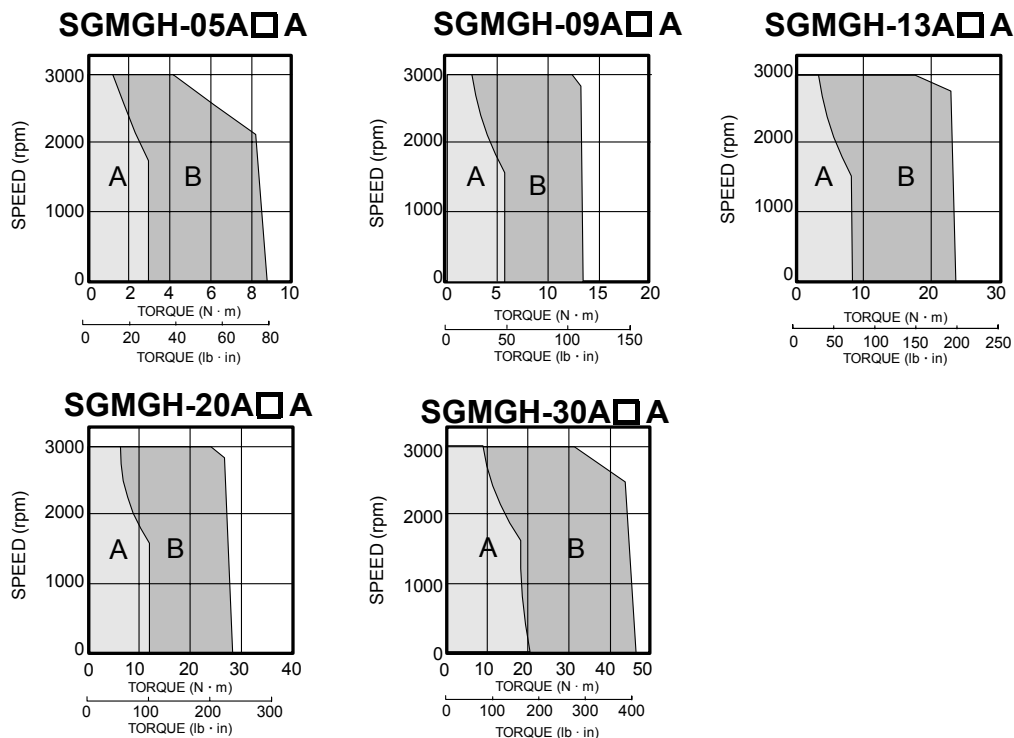 SGMGH-05A□A
SPEED (rpm)
3000
2000
1000
0
A
B
0 2 4 6 8 10
TORQUE (N · m)
0 20 40 60 80
TORQUE (lb · in)
SGMGH-09A□A
SPEED (rpm)
3000
2000
1000
0
A
B
0 5 10 15 20
TORQUE (N · m)
0 50 100 150
TORQUE (lb · in)
SGMGH-13A□A
SPEED (rpm)
3000
2000
1000
0
A
B
0 10 20 30
TORQUE (N · m)
0 50 100 150 200 250
TORQUE (lb · in)
SGMGH-20A□A
SPEED (rpm)
3000
2000
1000
0
A
B
0 10 20 30 40
TORQUE (N · m)
0 100 200 300
TORQUE (lb · in)
SGMGH-30A□A
SPEED (rpm)
3000
2000
1000
0
A
B
0 10 20 30 40 50
TORQUE (N · m)
0 100 200 300 400
TORQUE (lb · in)